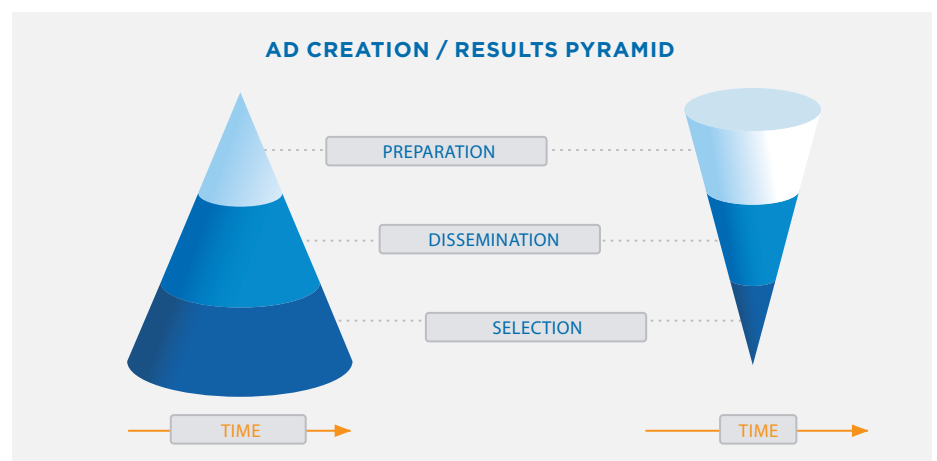 AD CREATION / RESULTS PYRAMID
PREPARATION
DISSEMINATION
SELECTION
TIME
TIME